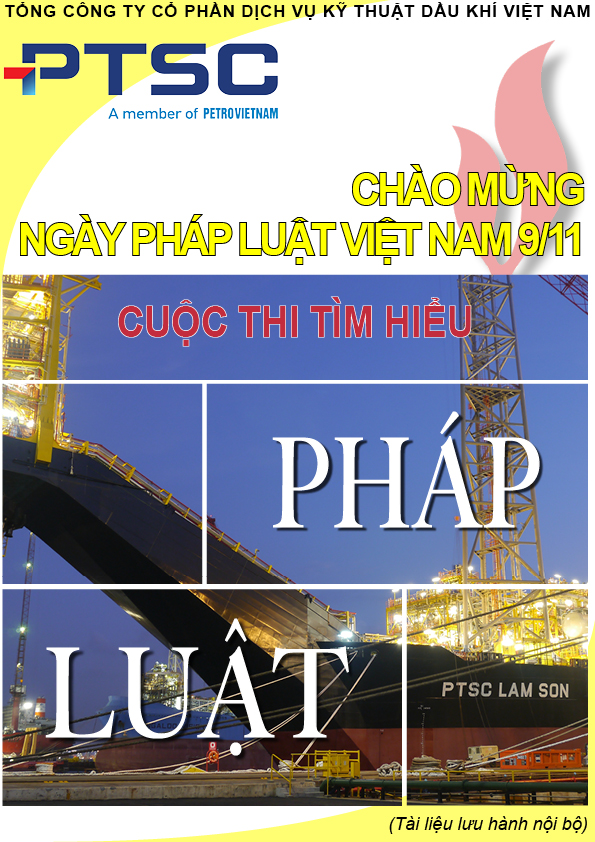 TỔNG CÔNG TY CỔ PHẦN DỊCH VỤ KỸ THUẬT DẦU KHÍ VIỆT NAM
PTSC
A member of PETROVIETNAM
CHÀO MỪNG
NGÀY PHÁP LUẬT VIỆT NAM 9/11
CUỘC THI TÌM HIỂU
PHÁP
LUẬT
PTSC LAM SON
(Tài liệu lưu hành nội bộ)